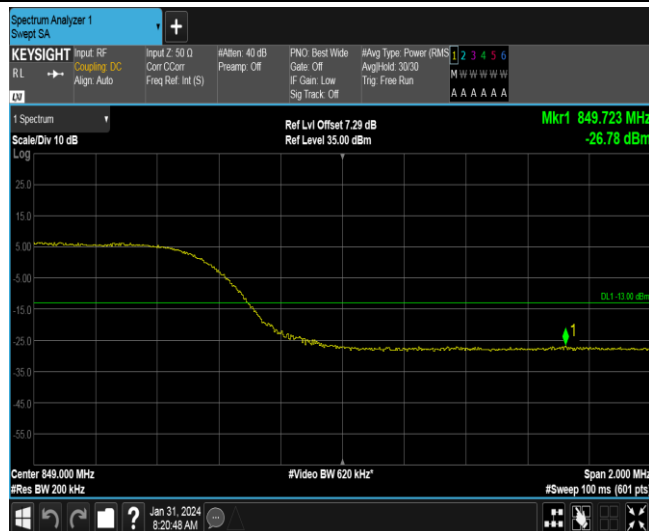 Spectrum Analyzer 1
Swept SA
+
KEYSIGHT
RL
Input: RF
Coupling: DC
Align: Auto
Input Z: 50 Ω
Corr CCorr
Freq Ref: Int (S)
#Atten: 40 dB
Preamp: Off
PNO: Best Wide
Gate: Off
IF Gain: Low
Sig Track: Off
#Avg Type: Power (RMS
Avg|Hold: 30/30
Trig: Free Run
1 2 3 4 5 6
M W W W W W
A A A A A A
1 Spectrum
Scale/Div 10 dB
Log
Ref Lvl Offset 7.29 dB
Ref Level 35.00 dBm
Mkr1 849.723 MHz
-26.78 dBm
25.0
15.0
5.00
-5.00
DL1 -13.00 dBm
-15.0
1
-25.0
-35.0
-45.0
-55.0
Center 849.000 MHz
#Video BW 620 kHz*
Span 2.000 MHz
#Res BW 200 kHz
#Sweep 100 ms (601 pts)
?
Jan 31, 2024
8:20:48 AM